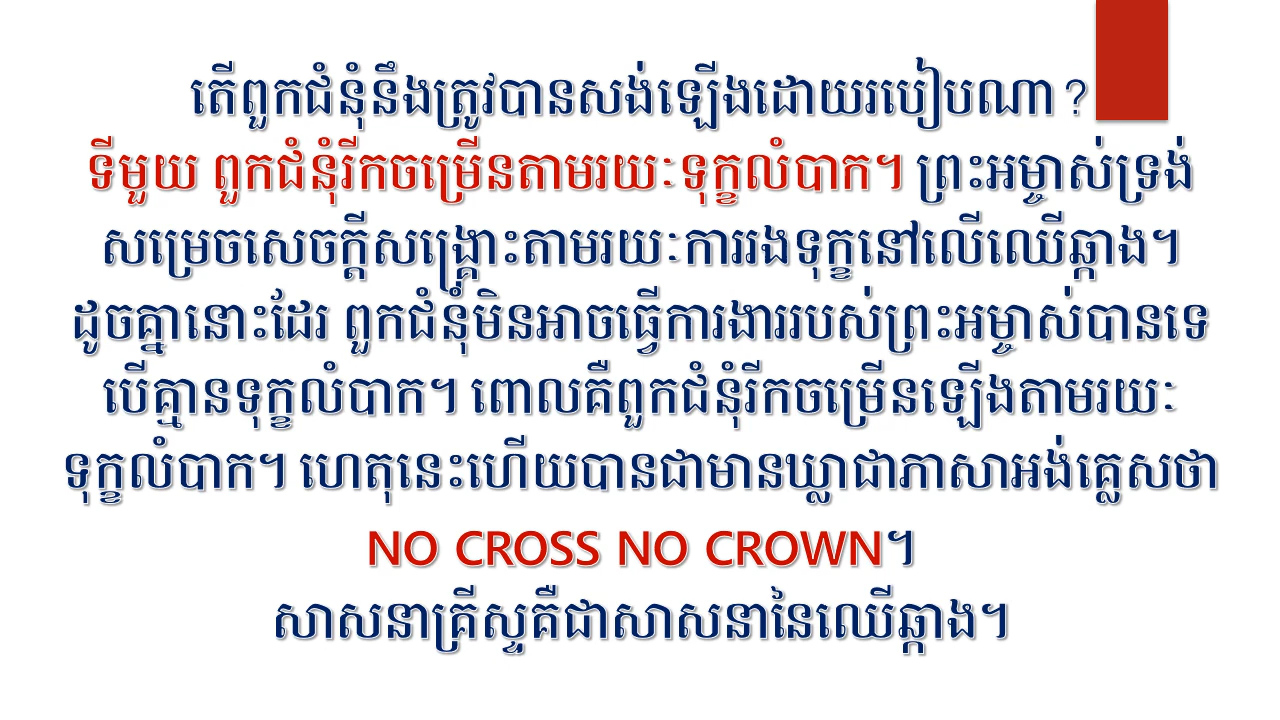 តើពួកជំនុំនឹងត្រូវបានសង់ឡើងដោយរបៀបណា?
ទីមួយ ពួកជំនុំរីកចម្រើនតាមរយៈទុក្ខលំបាក។ ព្រះអម្ចាស់ទ្រង់
សម្រេចសេចក្ដីសង្គ្រោះតាមរយៈការរងទុក្ខនៅលើឈើឆ្កាង។
ដូចគ្នានោះដែរ ពួកជំនុំមិនអាចធ្វើការងាររបស់ព្រះអម្ចាស់បានទេ
បើគ្មានទុក្ខលំបាក។ ពោលគឺពួកជំនុំរីកចម្រើនឡើងតាមរយៈ
ទុក្ខលំបាក។ ហេតុនេះហើយបានជាមានឃ្លាជាភាសាអង់គ្លេសថា
NO CROSS NO CROWN។
សាសនាគ្រីស្ទគឺជាសាសនានៃឈើឆ្កាង។